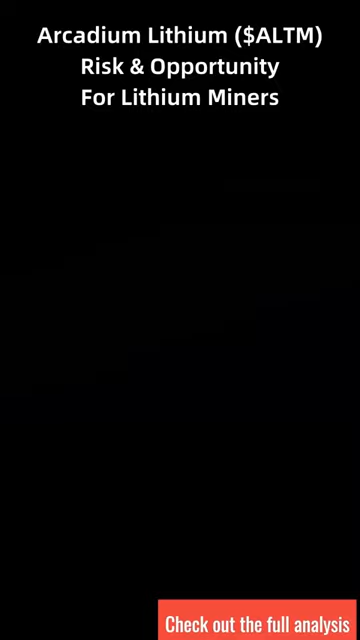 Arcadium Lithium ($ALTM)
Risk & Opportunity
For Lithium Miners
Check out the full analysis